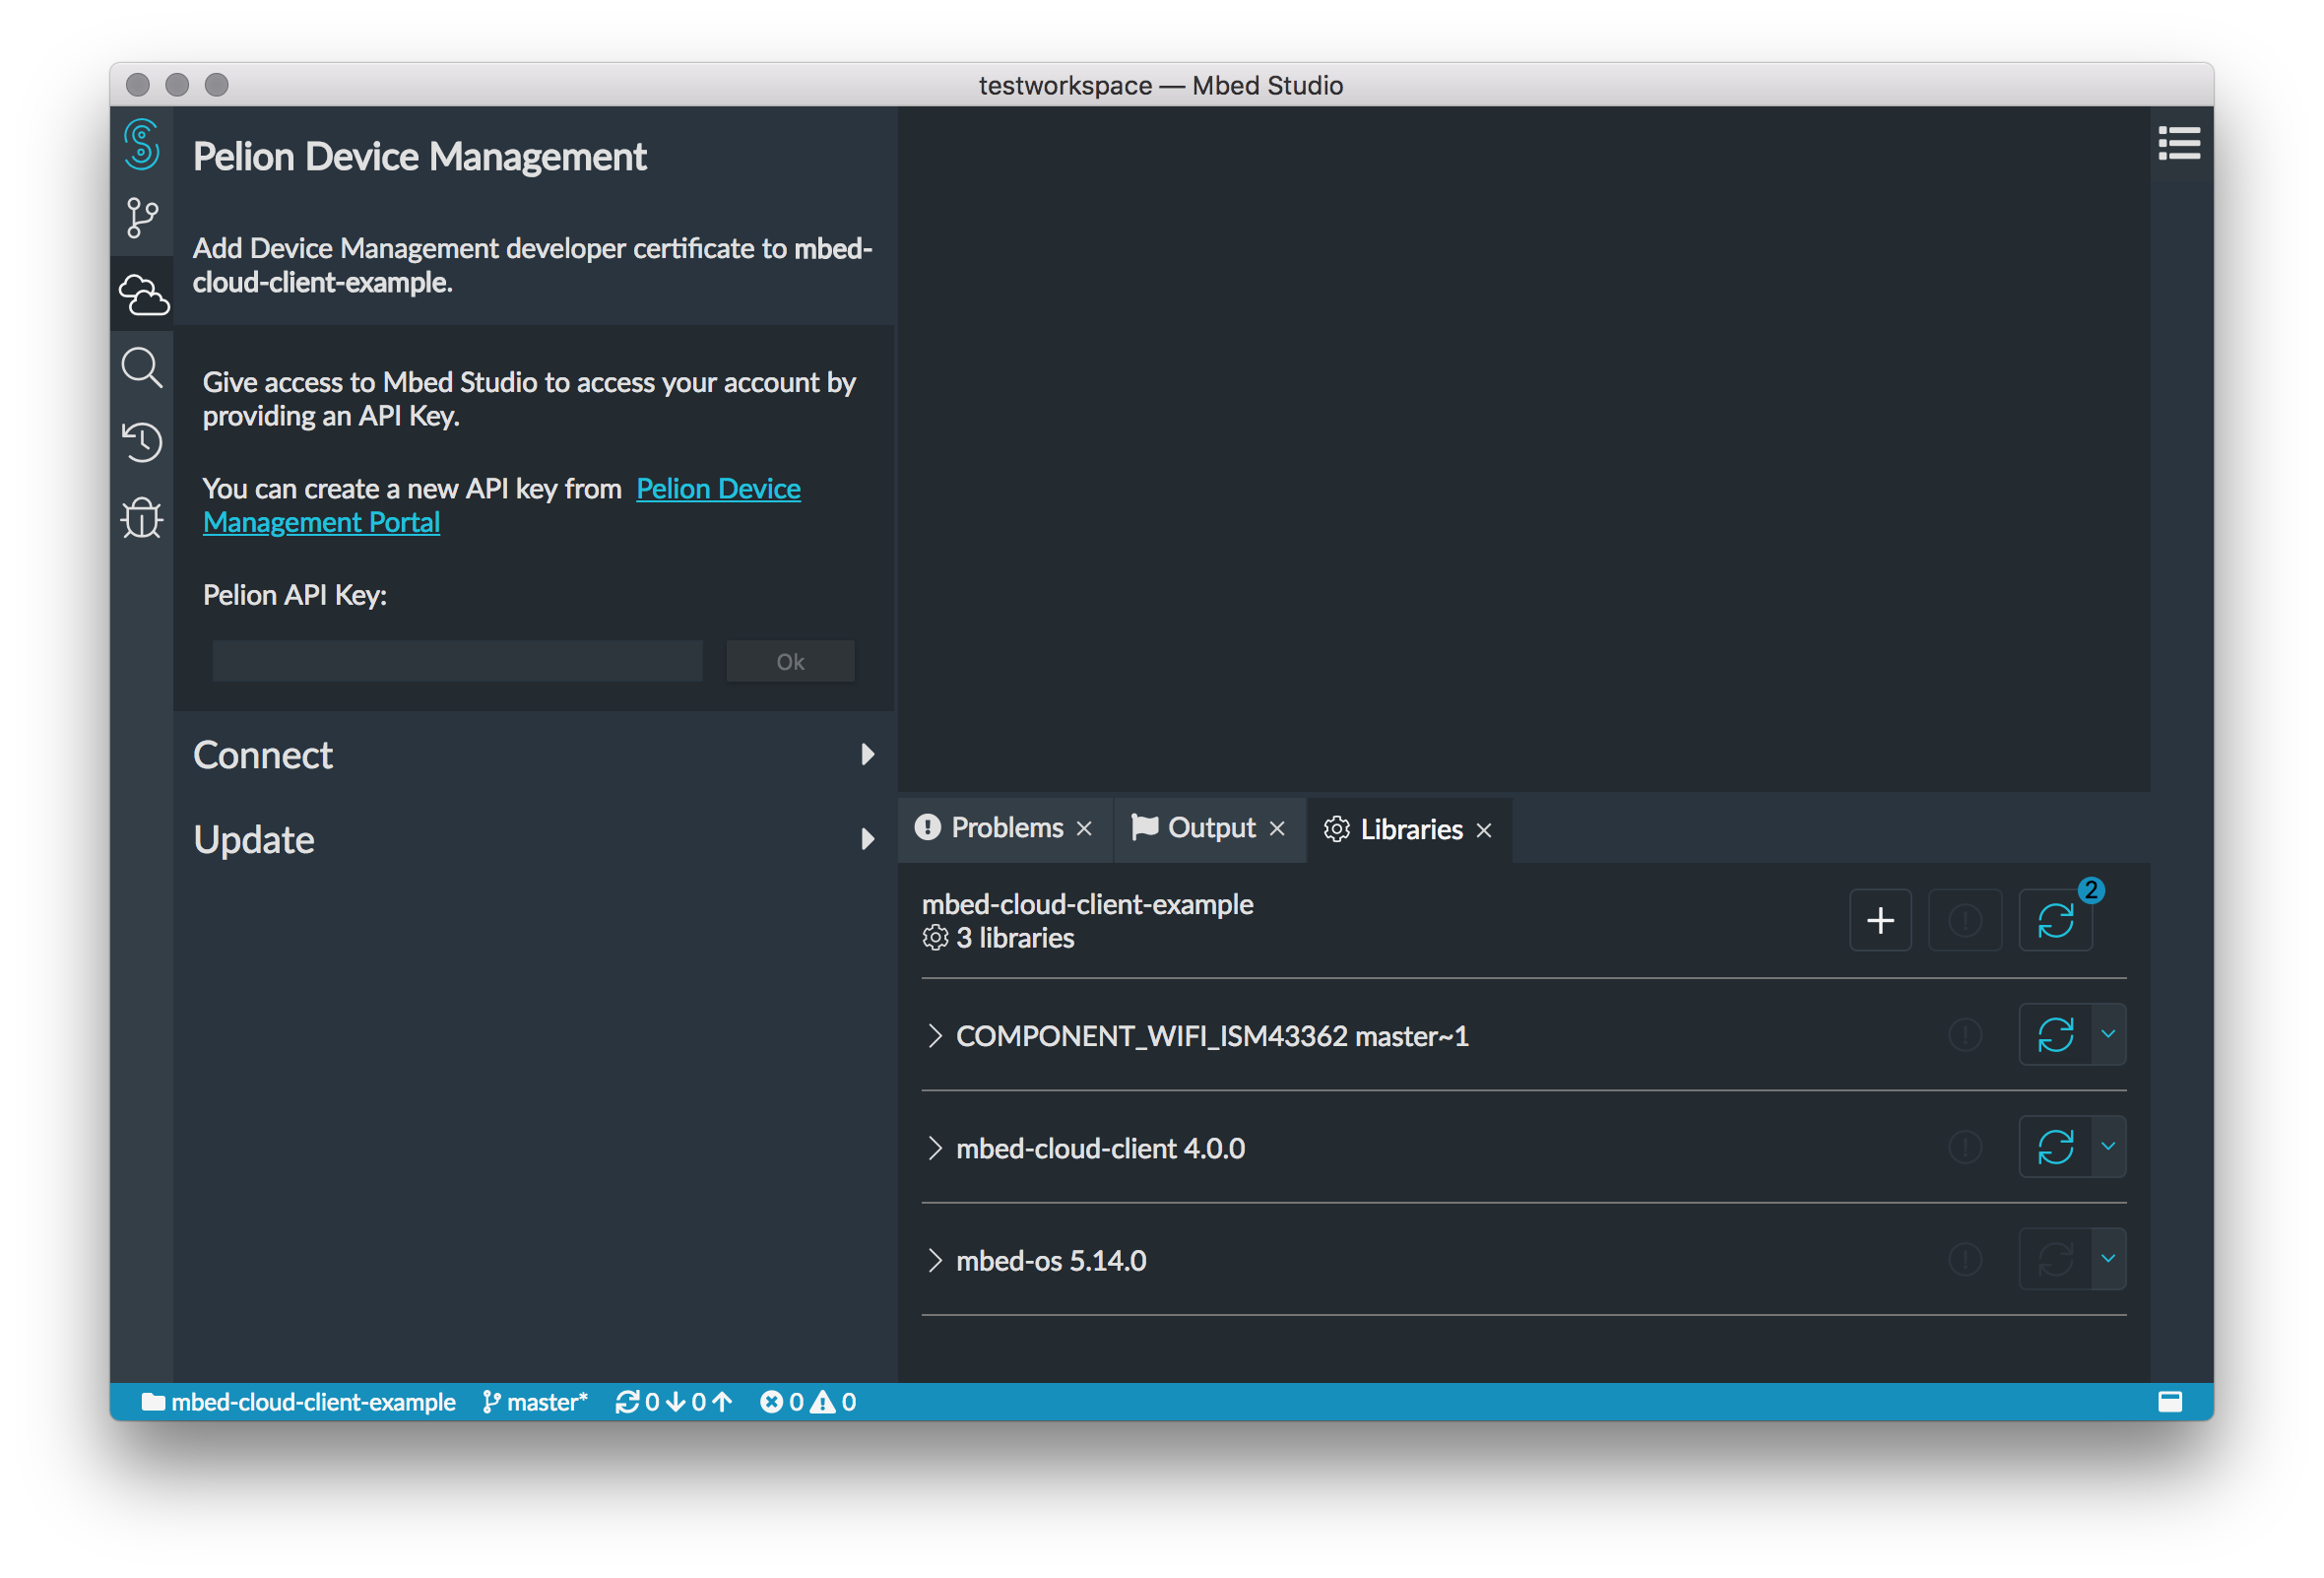 testworkspace — Mbed Studio
Pelion Device Management
Add Device Management developer certificate to mbed-
cloud-client-example.
Give access to Mbed Studio to access your account by
providing an API Key.
You can create a new API key from Pelion Device
Management Portal
Pelion API Key:
Ok
Connect
Update
Problems
Output
Libraries
mbed-cloud-client-example
3 libraries
2
COMPONENT_WIFI_ISM43362 master~1
mbed-cloud-client 4.0.0
mbed-os 5.14.0
mbed-cloud-client-example master* 0 0 0 0